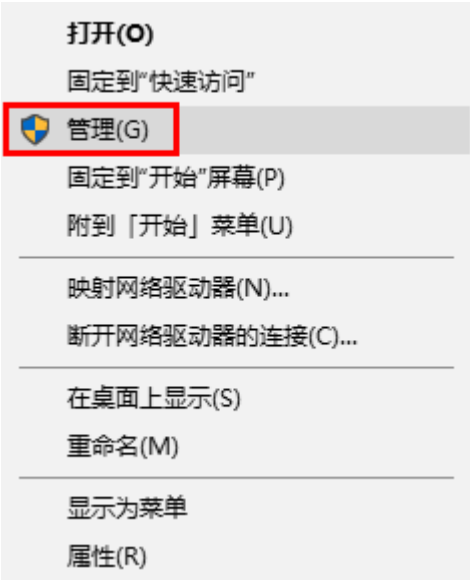 打开(O)
固定到"快速访问"
管理(G)
固定到"开始"屏幕(P)
附到「开始」菜单(U)
映射网络驱动器(N)...
断开网络驱动器的连接(C)...
在桌面上显示(S)
重命名(M)
显示为菜单
属性(R)